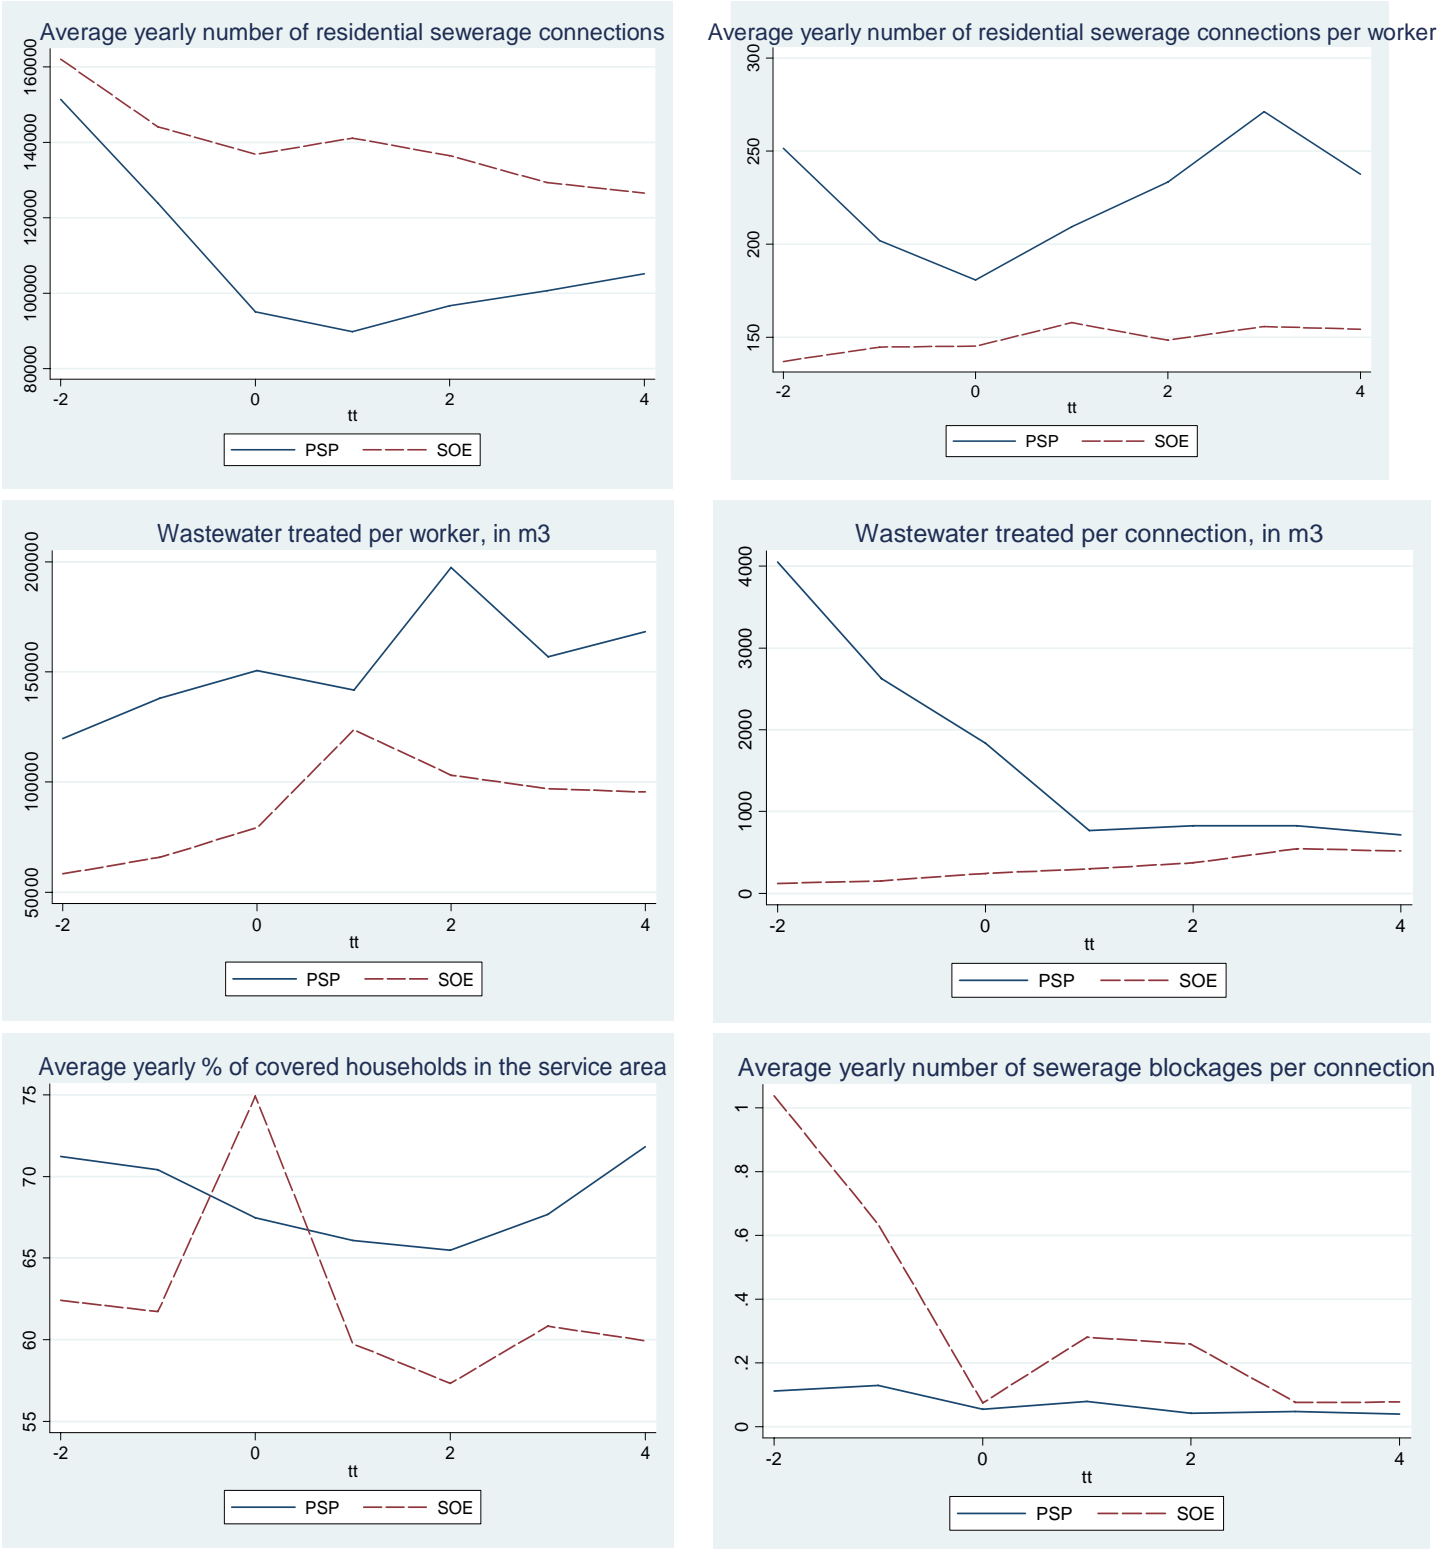 Average yearly number of residential sewerage connections
160000
140000
120000
100000
80000
-2 0 2 4
tt
PSP SOE
Average yearly number of residential sewerage connections per worker
300
250
200
150
-2 0 2 4
tt
PSP SOE
Wastewater treated per worker, in m3
200000
150000
100000
50000
-2 0 2 4
tt
PSP SOE
Wastewater treated per connection, in m3
4000
3000
2000
1000
0
-2 0 2 4
tt
PSP SOE
Average yearly % of covered households in the service area
75
70
65
60
55
-2 0 2 4
tt
PSP SOE
Average yearly number of sewerage blockages per connection
1
.8
.6
.4
.2
0
-2 0 2 4
tt
PSP SOE